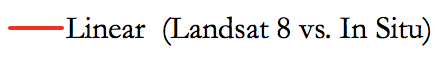 Linear (Landsat 8 vs. In Situ)